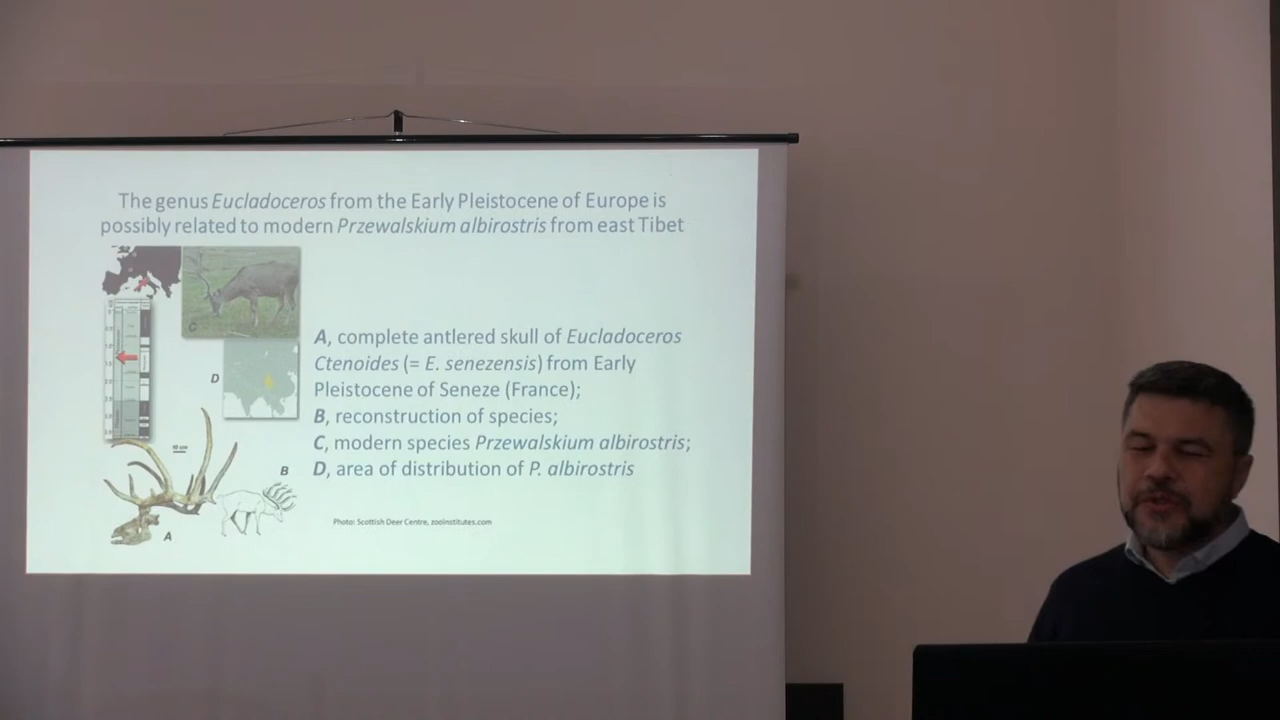 The genus Eucladoceros from the Early Pleistocene of Europe is
possibly related to modern Przewalskium albirostris from east Tibet
C
D
A, complete antlered skull of Eucladoceros
Ctenoides (= E. senezensis) from Early
Pleistocene of Seneze (France);
B, reconstruction of species;
C, modern species Przewalskium albirostris;
D, area of distribution of P. albirostris
10 cm
B
A
Photo: Scottish Deer Centre, zooinstitutes.com